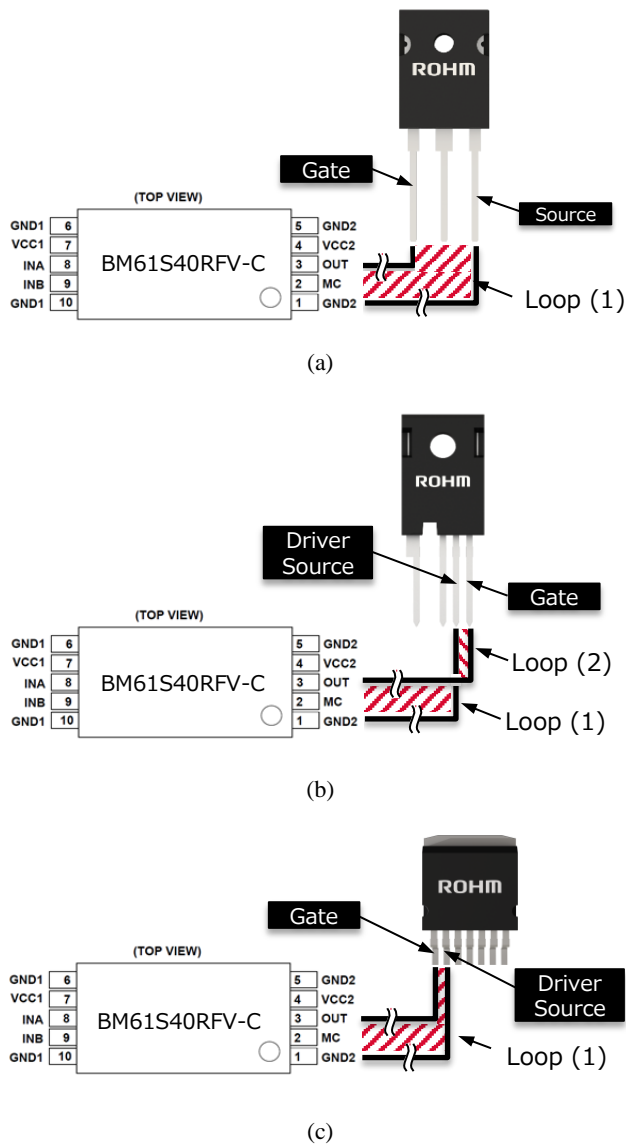 ROHM
Gate
Source
(TOP VIEW)
GND1 6
VCC1 7
INA 8
INB 9
GND1 10
BM61S40RFV-C
5 GND2
4 VCC2
3 OUT
2 MC
1 GND2
Loop (1)
(a)
ROHM
Driver
Source
Gate
(TOP VIEW)
GND1 6
VCC1 7
INA 8
INB 9
GND1 10
BM61S40RFV-C
5 GND2
4 VCC2
3 OUT
2 MC
1 GND2
Loop (2)
Loop (1)
(b)
ROHM
Gate
Driver
Source
(TOP VIEW)
GND1 6
VCC1 7
INA 8
INB 9
GND1 10
BM61S40RFV-C
5 GND2
4 VCC2
3 OUT
2 MC
1 GND2
Loop (1)
(c)